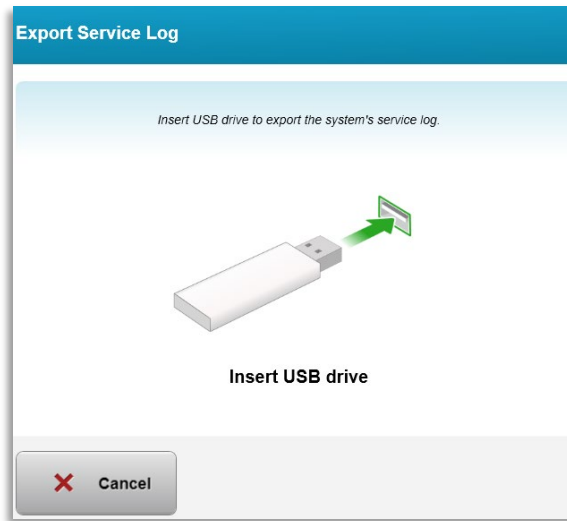 Export Service Log
Insert USB drive to export the system's service log.
Insert USB drive
Cancel